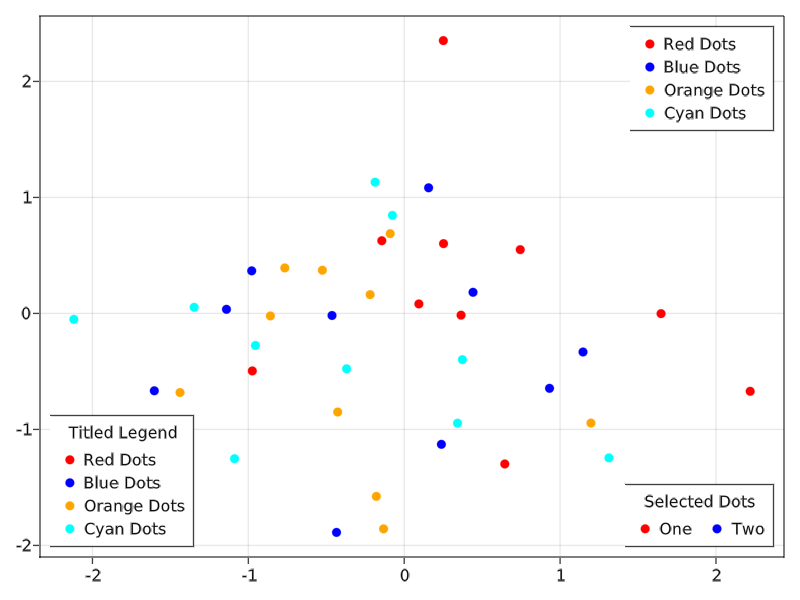 2
1
0
-1
-2
-2 -1 0 1 2
Red Dots
Blue Dots
Orange Dots
Cyan Dots
Titled Legend
Red Dots
Blue Dots
Orange Dots
Cyan Dots
Selected Dots
One Two